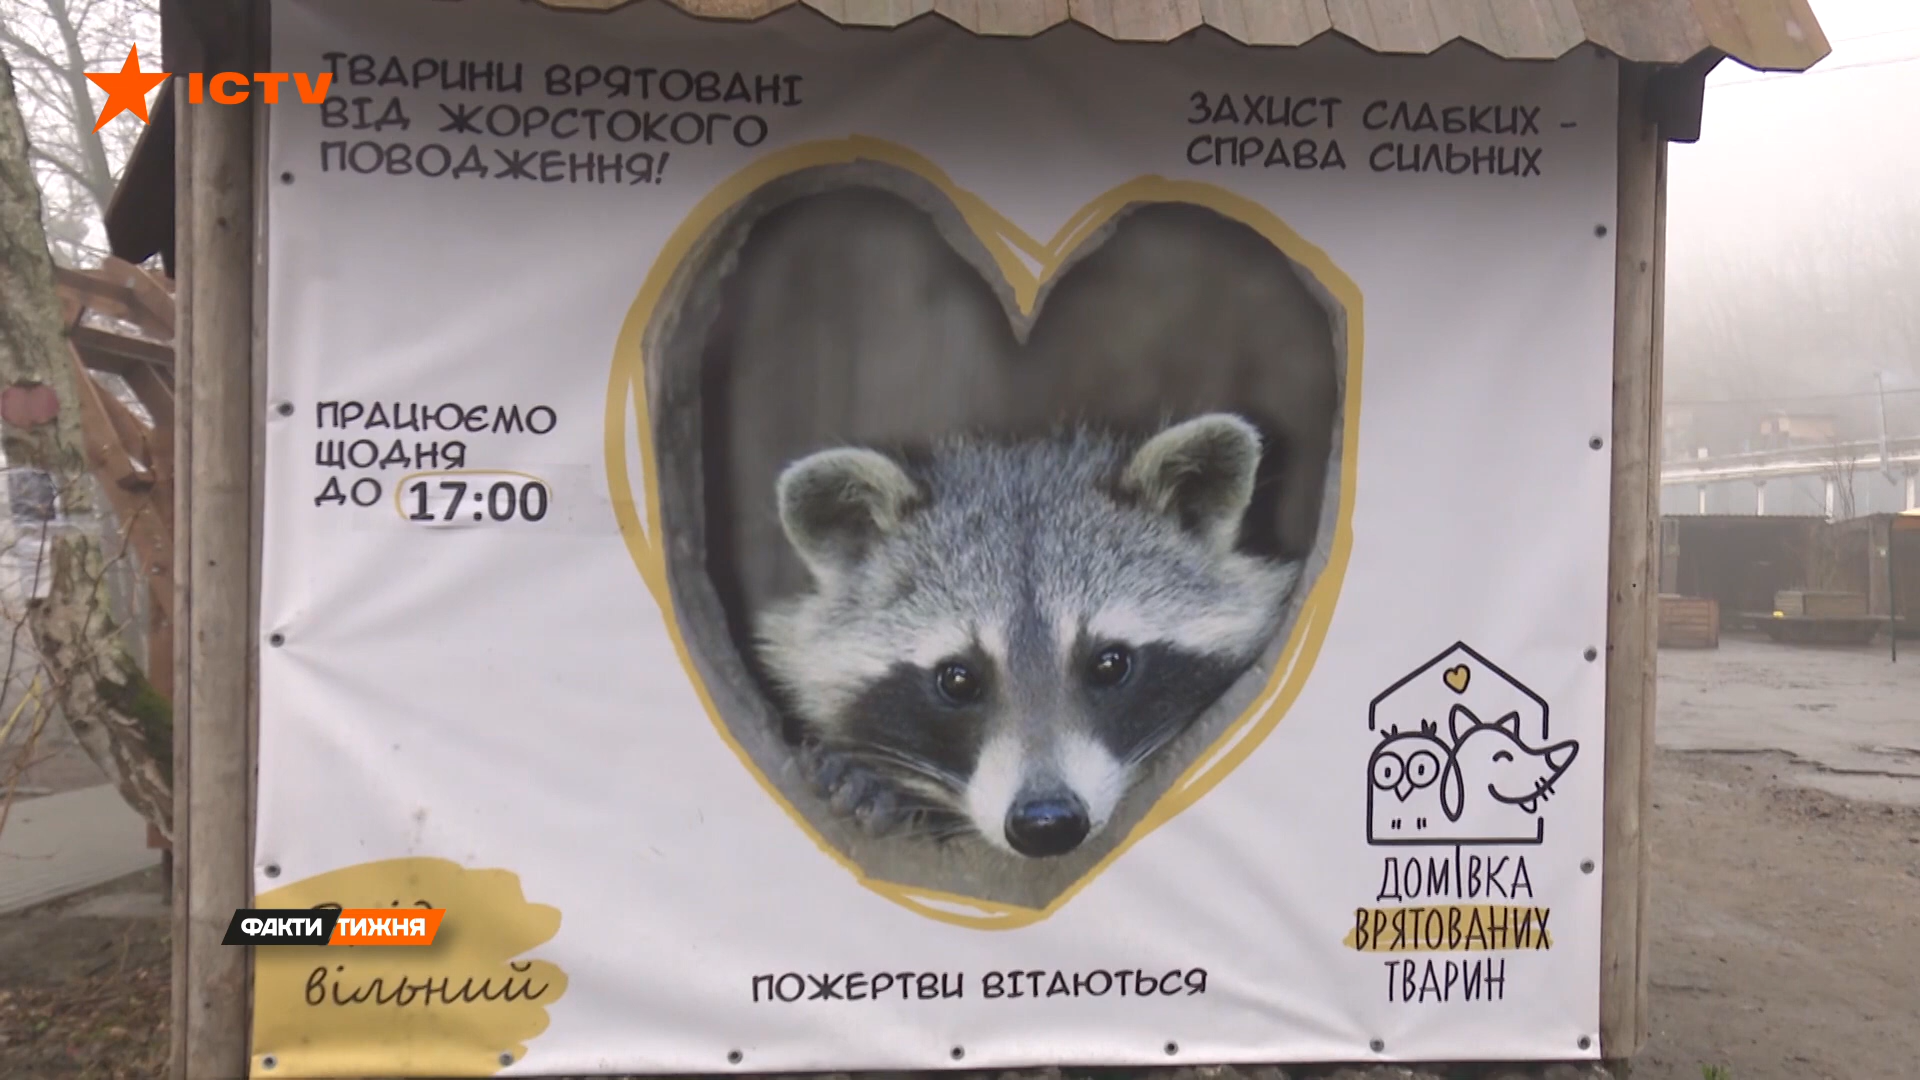 ICTV
ТВАРИНИ ВРЯТОВАНІ
ВІД ЖОРСТОКОГО
ПОВОДЖЕННЯ!
ЗАХИСТ СЛАБКИХ –
СПРАВА СИЛЬНИХ
ПРАЦЮЄМО
ЩОДНЯ
ДО 17:00
ФАКТИ ТИЖНЯ
вільний
ПОЖЕРТВИ ВІТАЮТЬСЯ
ДОМІВКА
ВРЯТОВАНИХ
ТВАРИН